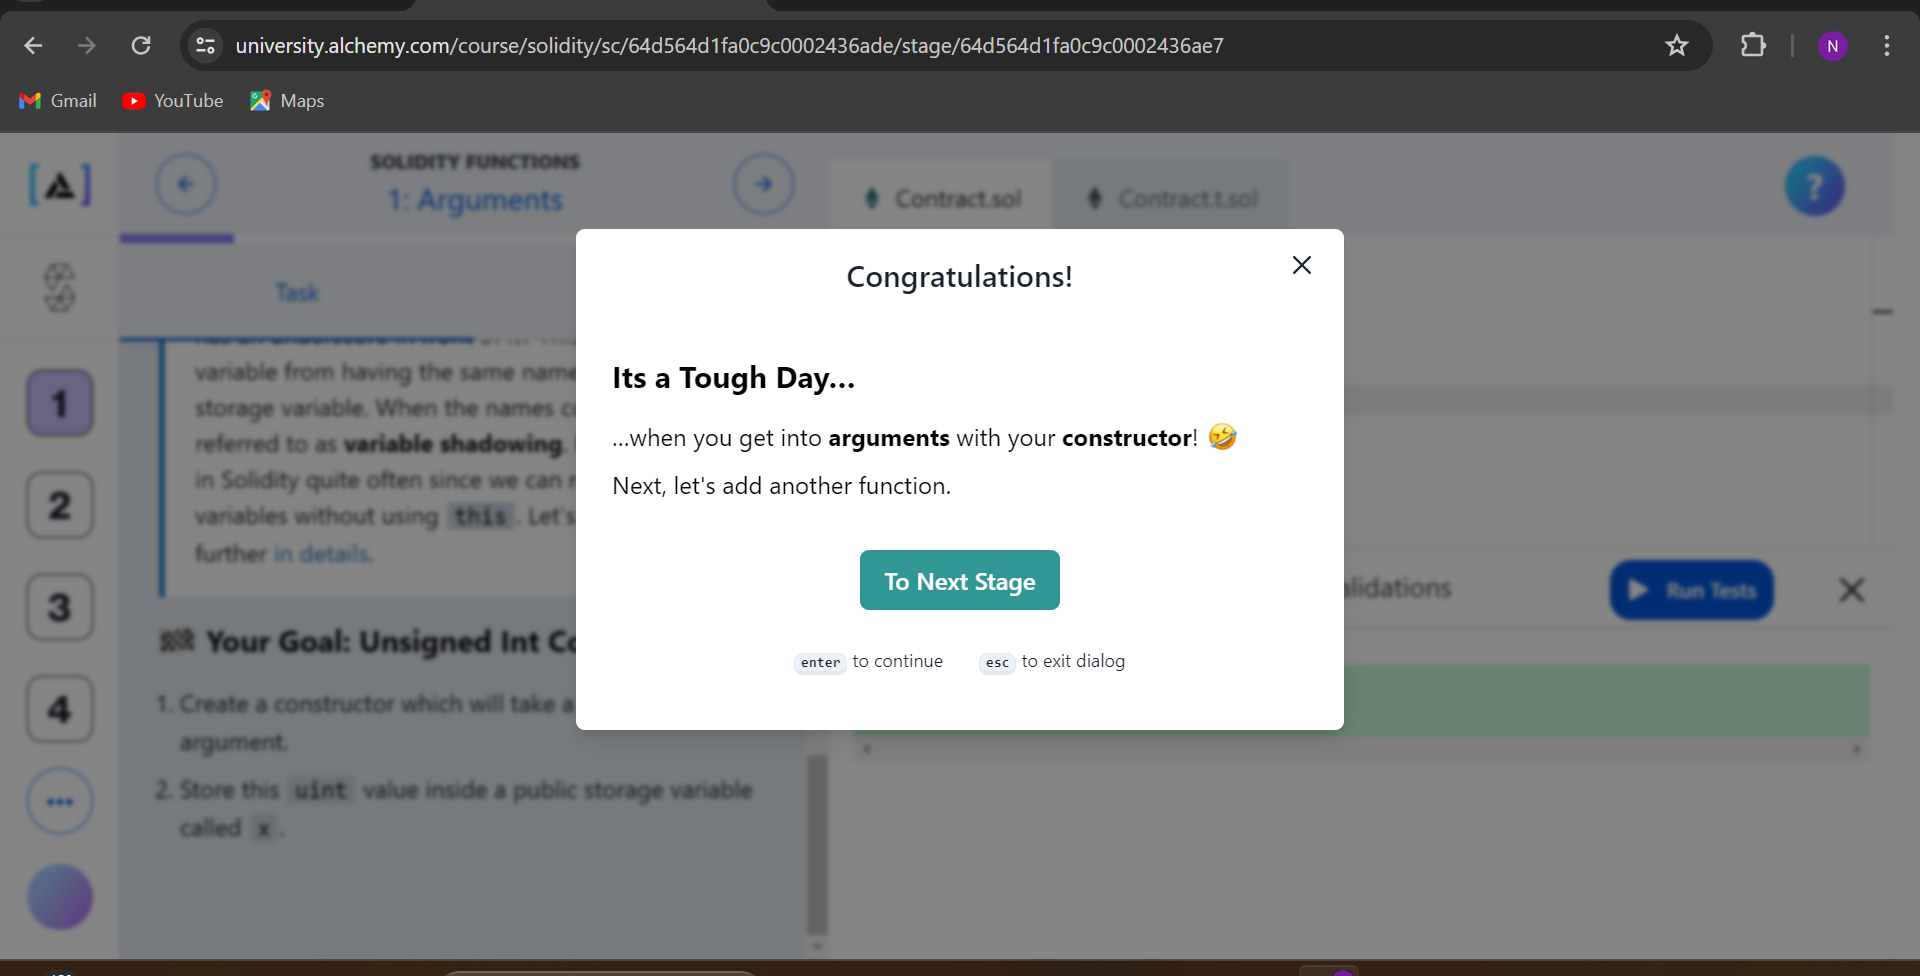 university.alchemy.com/course/solidity/sc/64d564d1fa0c9c0002436ade/stage/64d564d1fa0c9c0002436ae7
N
Gmail
YouTube
Maps
SOLIDITY FUNCTIONS
1: Arguments
Contract.sol
Contract.t.sol
?
Task
variable from having the same name
storage variable. When the names
referred to as variable shadowing.
in Solidity quite often since we can
variables without using this. Let's
further in details.
Your Goal: Unsigned Int
1. Create a constructor which will take a
argument.
2. Store this uint value inside a public storage variable
called x.
1
2
3
4
Congratulations!
Its a Tough Day...
...when you get into arguments with your constructor! 🤣
Next, let's add another function.
To Next Stage
enter to continue
esc to exit dialog
Run Tests